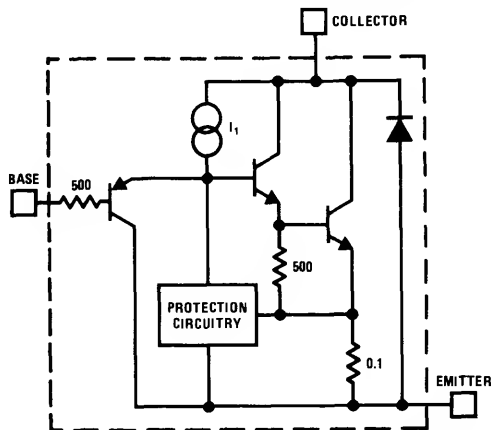 COLLECTOR
I₁
BASE
500
500
PROTECTION
CIRCUITRY
0.1
EMITTER